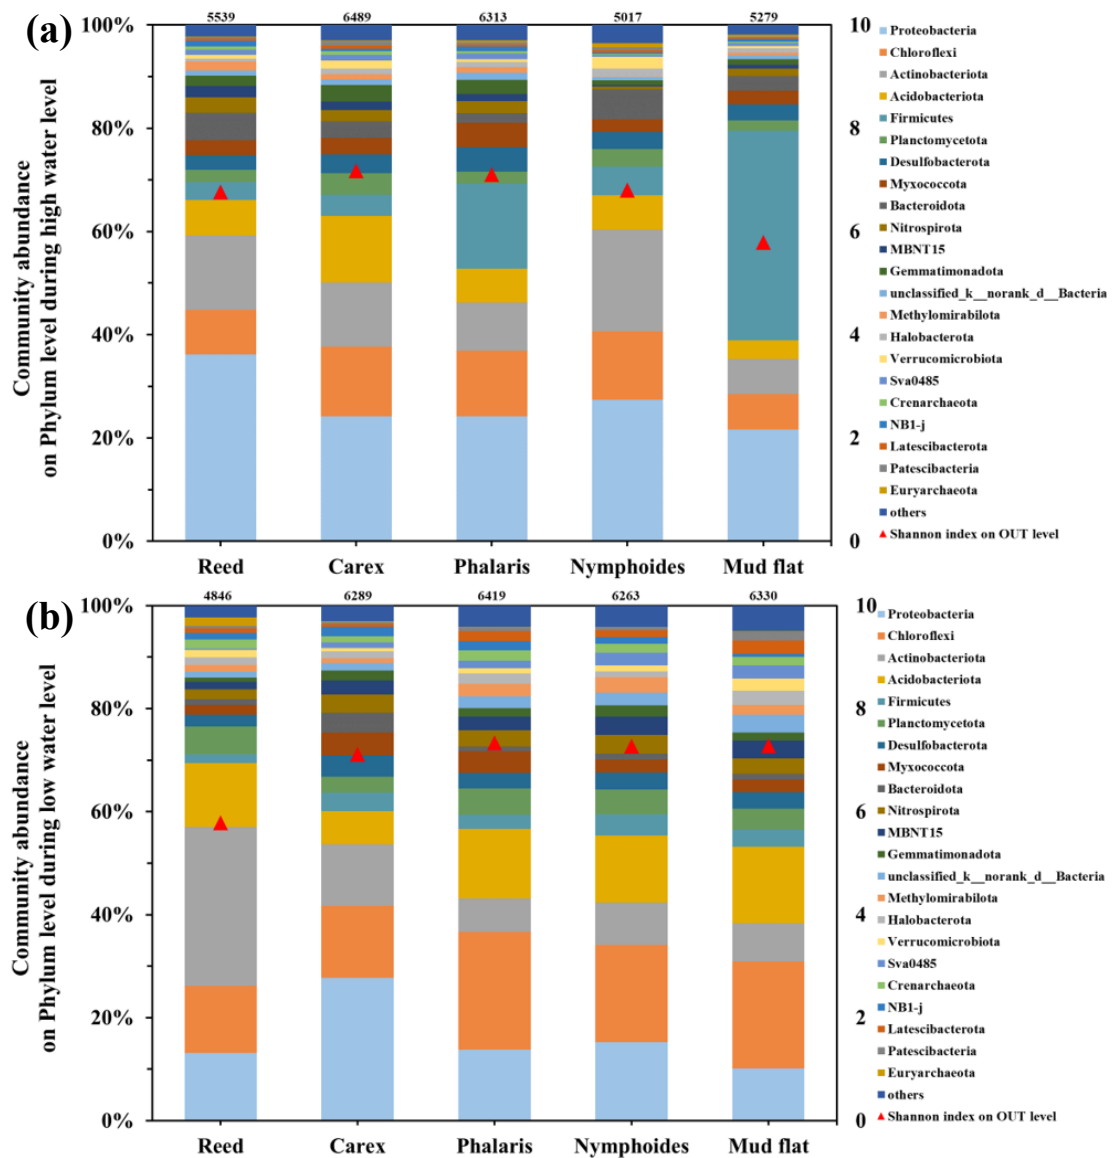 (a)
5539 6489 6313 5017 5279
Community abundance
on Phylum level during high water level
100%
80%
60%
40%
20%
0%
10
8
6
4
2
0
Reed Carex Phalaris Nymphoides Mud flat
Proteobacteria
Chloroflexi
Actinobacteriota
Acidobacteriota
Firmicutes
Planctomycetota
Desulfobacterota
Myxococcota
Bacteroidota
Nitrospirota
MBNT15
Gemmatimonadota
unclassified_k__norank_d__Bacteria
Methylomirabilota
Halobacterota
Verrucomicrobiota
Sva0485
Crenarchaeota
NB1-j
Latescibacterota
Patescibacteria
Euryarchaeota
others
Shannon index on OUT level
(b)
4846 6289 6419 6263 6330
Community abundance
on Phylum level during low water level
100%
80%
60%
40%
20%
0%
10
8
6
4
2
0
Reed Carex Phalaris Nymphoides Mud flat
Proteobacteria
Chloroflexi
Actinobacteriota
Acidobacteriota
Firmicutes
Planctomycetota
Desulfobacterota
Myxococcota
Bacteroidota
Nitrospirota
MBNT15
Gemmatimonadota
unclassified_k__norank_d__Bacteria
Methylomirabilota
Halobacterota
Verrucomicrobiota
Sva0485
Crenarchaeota
NB1-j
Latescibacterota
Patescibacteria
Euryarchaeota
others
Shannon index on OUT level